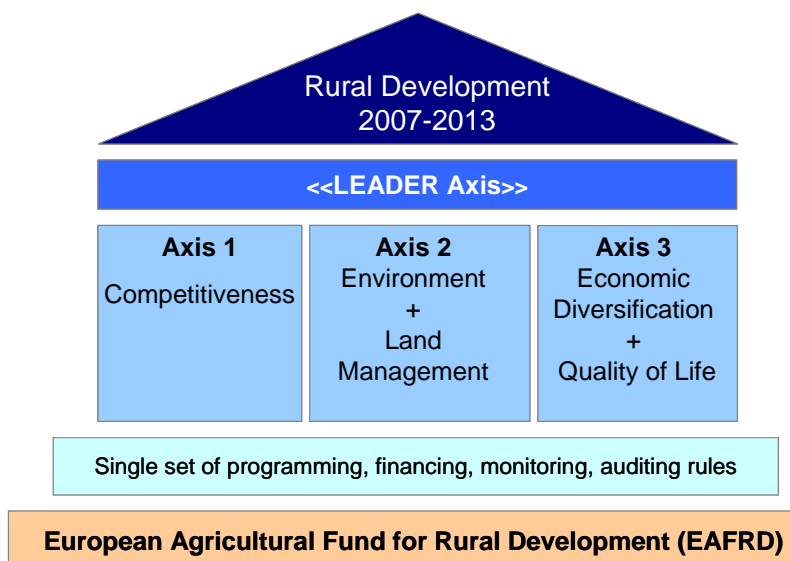 Rural Development
2007-2013
<<LEADER Axis>>
Axis 1
Competitiveness
Axis 2
Environment
+
Land
Management
Axis 3
Economic
Diversification
+
Quality of Life
Single set of programming, financing, monitoring, auditing rules
European Agricultural Fund for Rural Development (EAFRD)